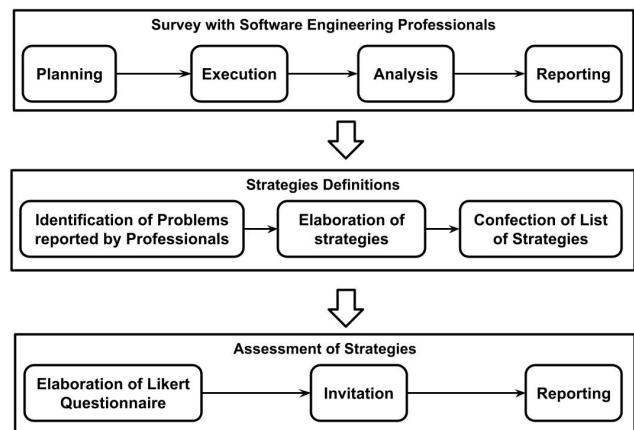 Survey with Software Engineering Professionals
Planning
Execution
Analysis
Reporting
Strategies Definitions
Identification of Problems
reported by Professionals
Elaboration of
strategies
Confection of List
of Strategies
Assessment of Strategies
Elaboration of Likert
Questionnaire
Invitation
Reporting